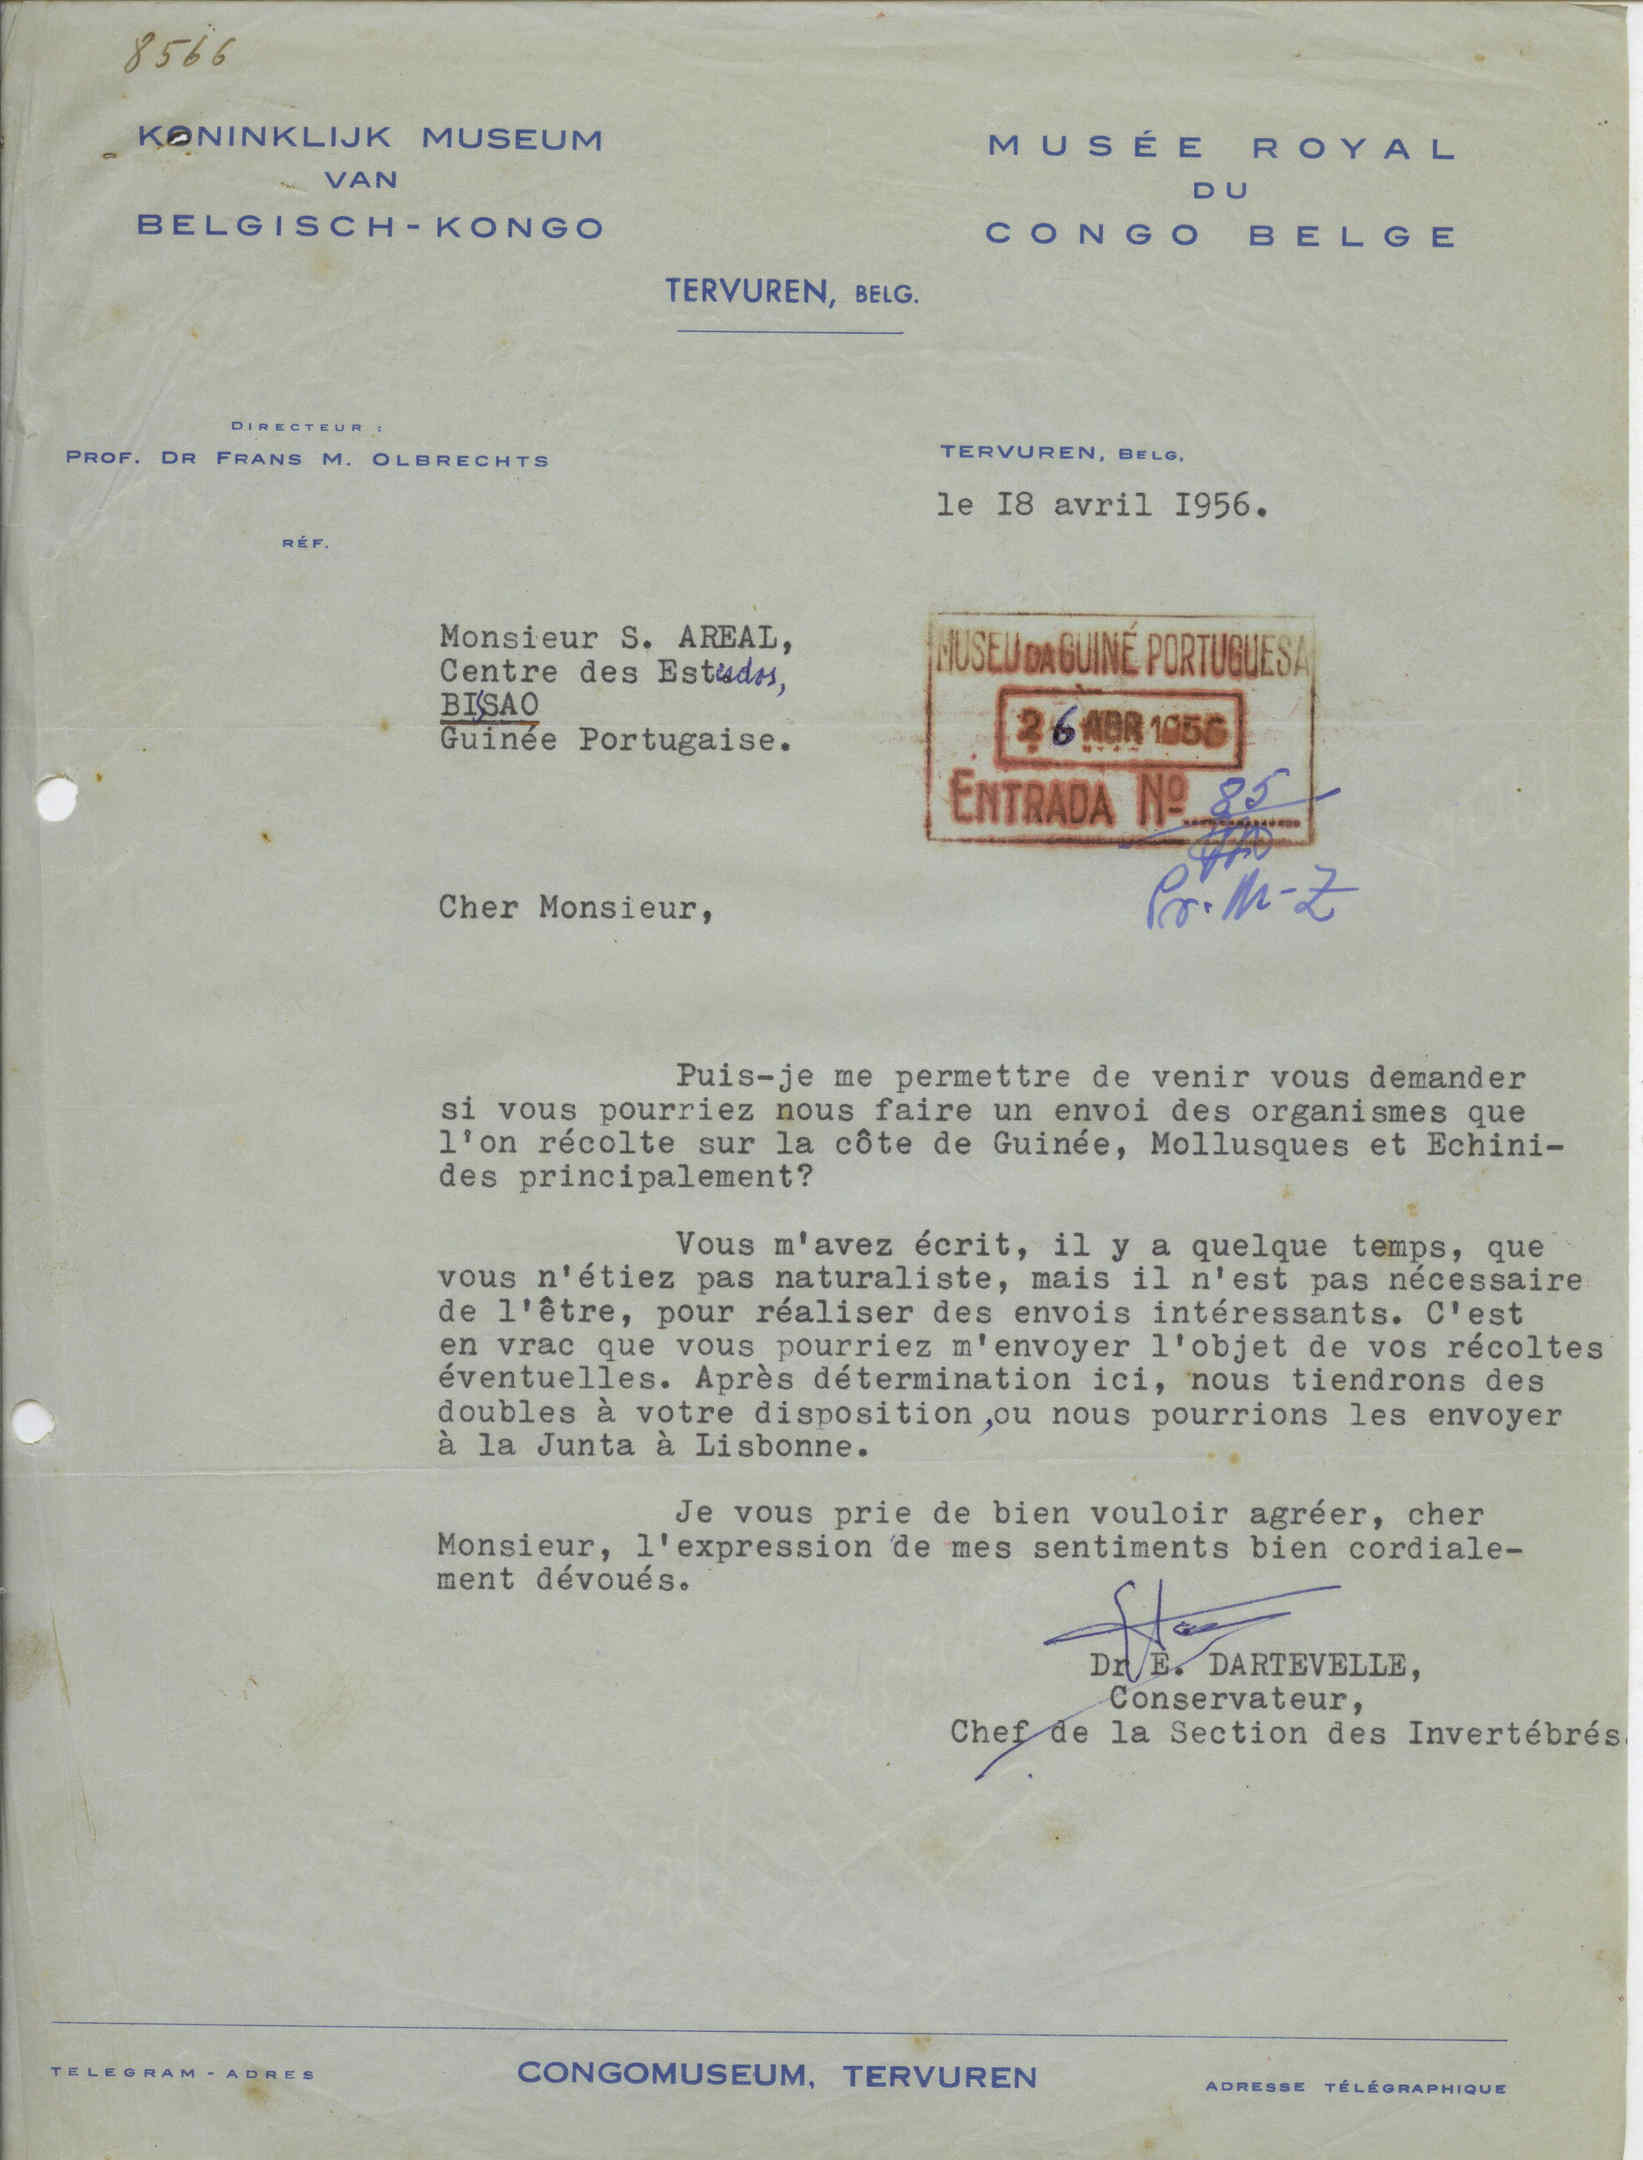 8566
KONINKLIJK MUSEUM
VAN
BELGISCH-KONGO
MUSÉE ROYAL
DU
CONGO BELGE
TERVUREN, BELG.
DIRECTEUR :
PROF. DR FRANS M. OLBRECHTS
RÉF.
TERVUREN, BELG.
le I8 avril I956.
Monsieur S. AREAL,
Centre des Estudos,
BISSAO
Guinée Portugaise.
MUSEU DA GUINÉ PORTUGUESA
26 ABR 1956
ENTRADA Nº 85
Pr. M-Z
Cher Monsieur,
Puis-je me permettre de venir vous demander
si vous pourriez nous faire un envoi des organismes que
l'on récolte sur la côte de Guinée, Mollusques et Echini-
des principalement?
Vous m'avez écrit, il y a quelque temps, que
vous n'étiez pas naturaliste, mais il n'est pas nécessaire
de l'être, pour réaliser des envois intéressants. C'est
en vrac que vous pourriez m'envoyer l'objet de vos récoltes
éventuelles. Après détermination ici, nous tiendrons des
doubles à votre disposition, ou nous pourrions les envoyer
à la Junta à Lisbonne.
Je vous prie de bien vouloir agréer, cher
Monsieur, l'expression de mes sentiments bien cordiale-
ment dévoués.
Dr E. DARTEVELLE,
Conservateur,
Chef de la Section des Invertébrés.
TELEGRAM-ADRES
CONGOMUSEUM, TERVUREN
ADRESSE TÉLÉGRAPHIQUE